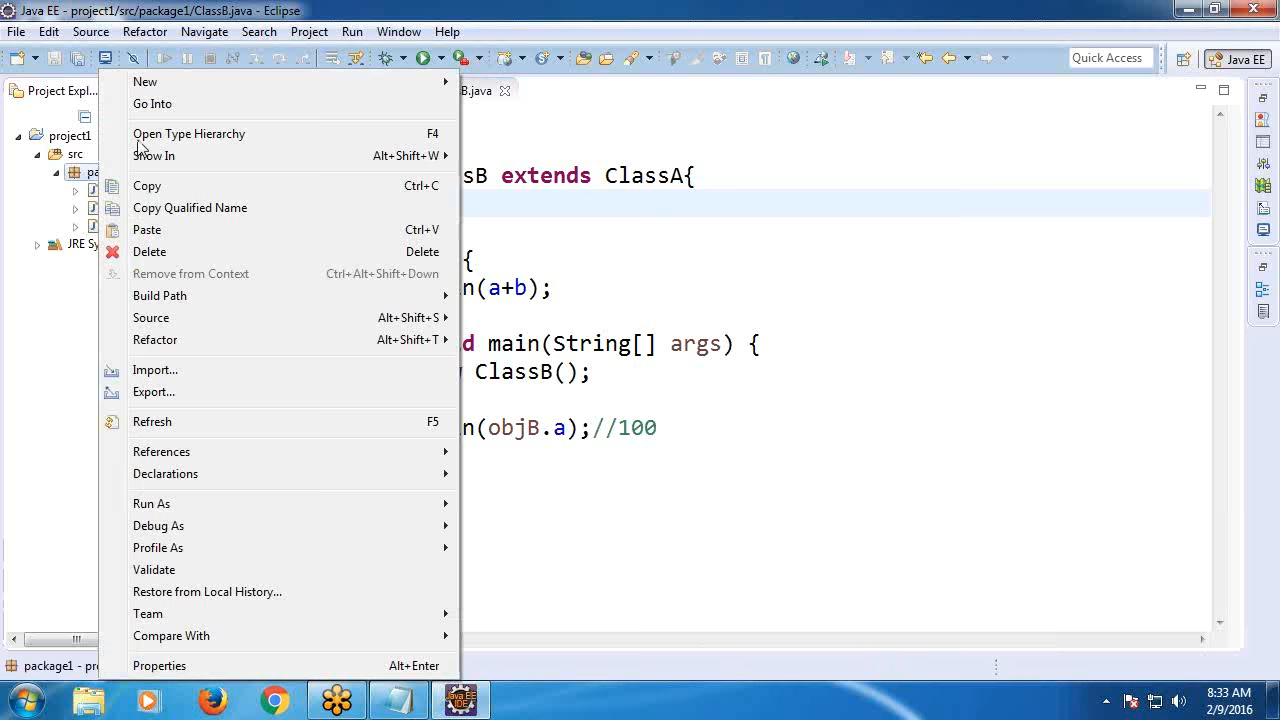 Java EE - project1/src/package1/ClassB.java - Eclipse
File Edit Source Refactor Navigate Search Project Run Window Help
Quick Access
Java EE
Project Expl...
B.java
project1
src
pa
JRE Sy
New
Go Into
Open Type Hierarchy F4
Show In Alt+Shift+W
Copy Ctrl+C
Copy Qualified Name
Paste Ctrl+V
Delete Delete
Remove from Context Ctrl+Alt+Shift+Down
Build Path
Source Alt+Shift+S
Refactor Alt+Shift+T
Import...
Export...
Refresh F5
References
Declarations
Run As
Debug As
Profile As
Validate
Restore from Local History...
Team
Compare With
Properties Alt+Enter
sB extends ClassA{
{
n(a+b);
d main(String[] args) {
ClassB();
n(objB.a);//100
package1 - pro
Java EE
IDE
8:33 AM
2/9/2016